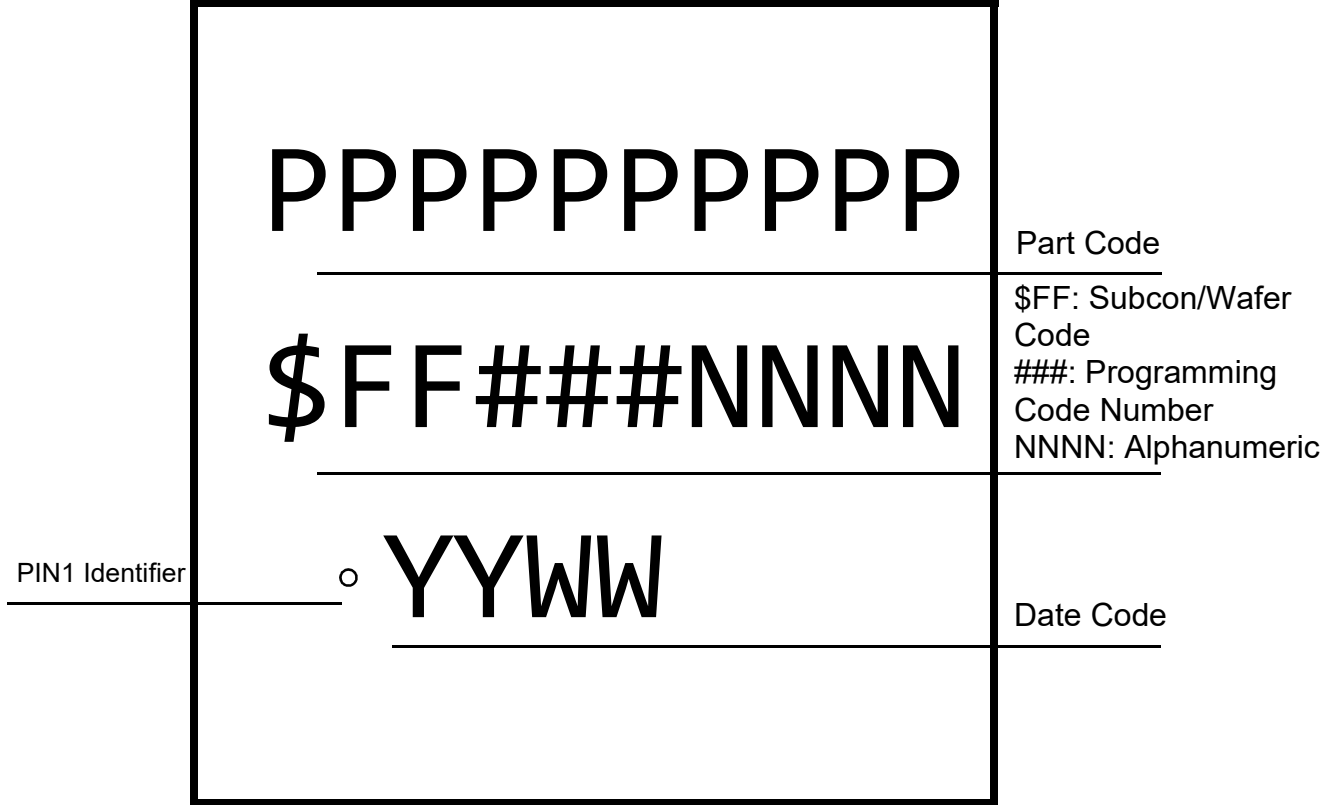 PPPPPPPPPP
Part Code
$FF: Subcon/Wafer
Code
###: Programming
Code Number
NNNN: Alphanumeric
$FF###NNNN
PIN1 Identifier
YYWW
Date Code